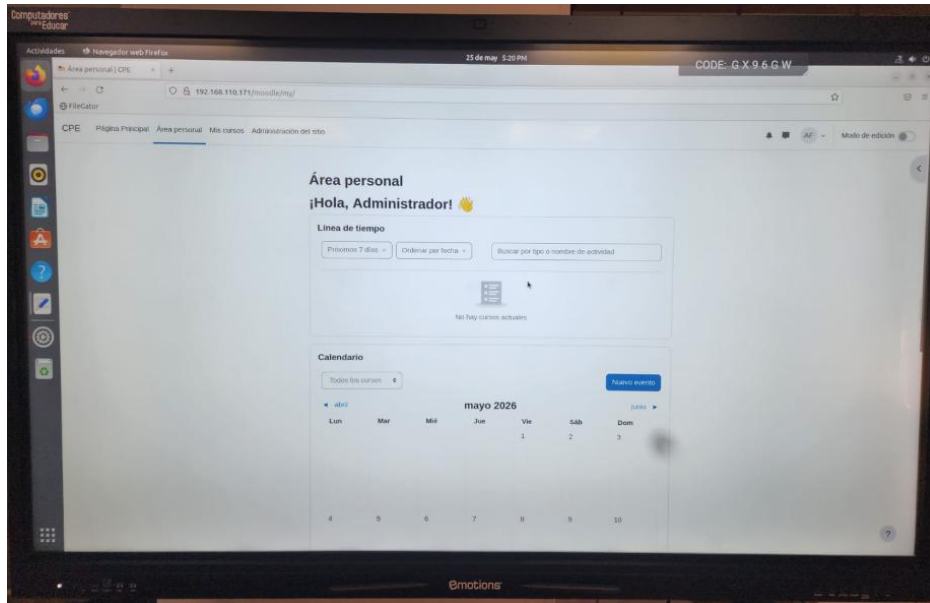 Computadores
para Educar
Actividades Navegador web Firefox
25 de may 5:20 PM
CODE: GX96GW
Área personal | CPE
192.168.110.171/moodle/my/
FileGator
CPE Página Principal Área personal Mis cursos Administración del sitio
AF Modo de edición
Área personal
¡Hola, Administrador! 👋
Línea de tiempo
Próximos 7 días Ordenar por fecha Buscar por tipo o nombre de actividad
No hay cursos actuales
Calendario
Todos los cursos Nuevo evento
◄ abril mayo 2026 junio ►
Lun Mar Mié Jue Vie Sáb Dom
1 2 3
4 5 6 7 8 9 10
?
emotions